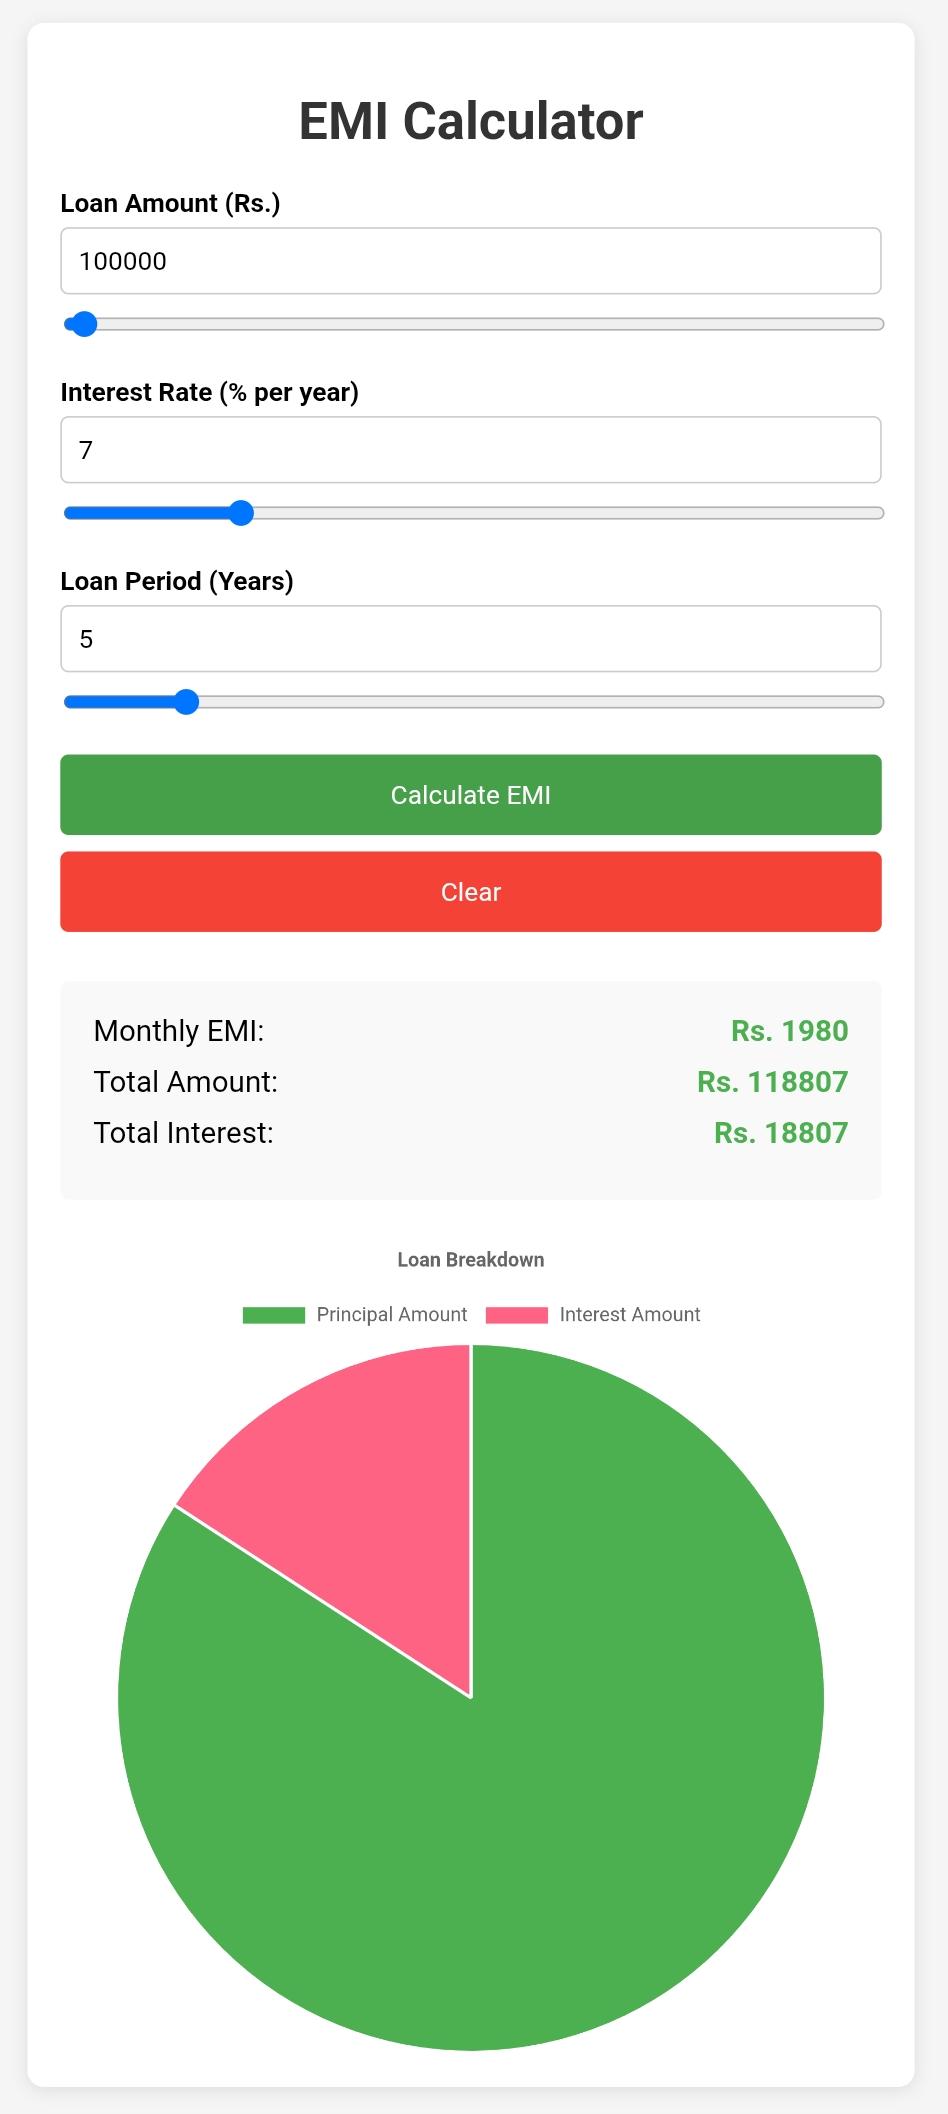 EMI Calculator
Loan Amount (Rs.)
100000
Interest Rate (% per year)
7
Loan Period (Years)
5
Calculate EMI
Clear
Monthly EMI: Rs. 1980
Total Amount: Rs. 118807
Total Interest: Rs. 18807
Loan Breakdown
Principal Amount Interest Amount